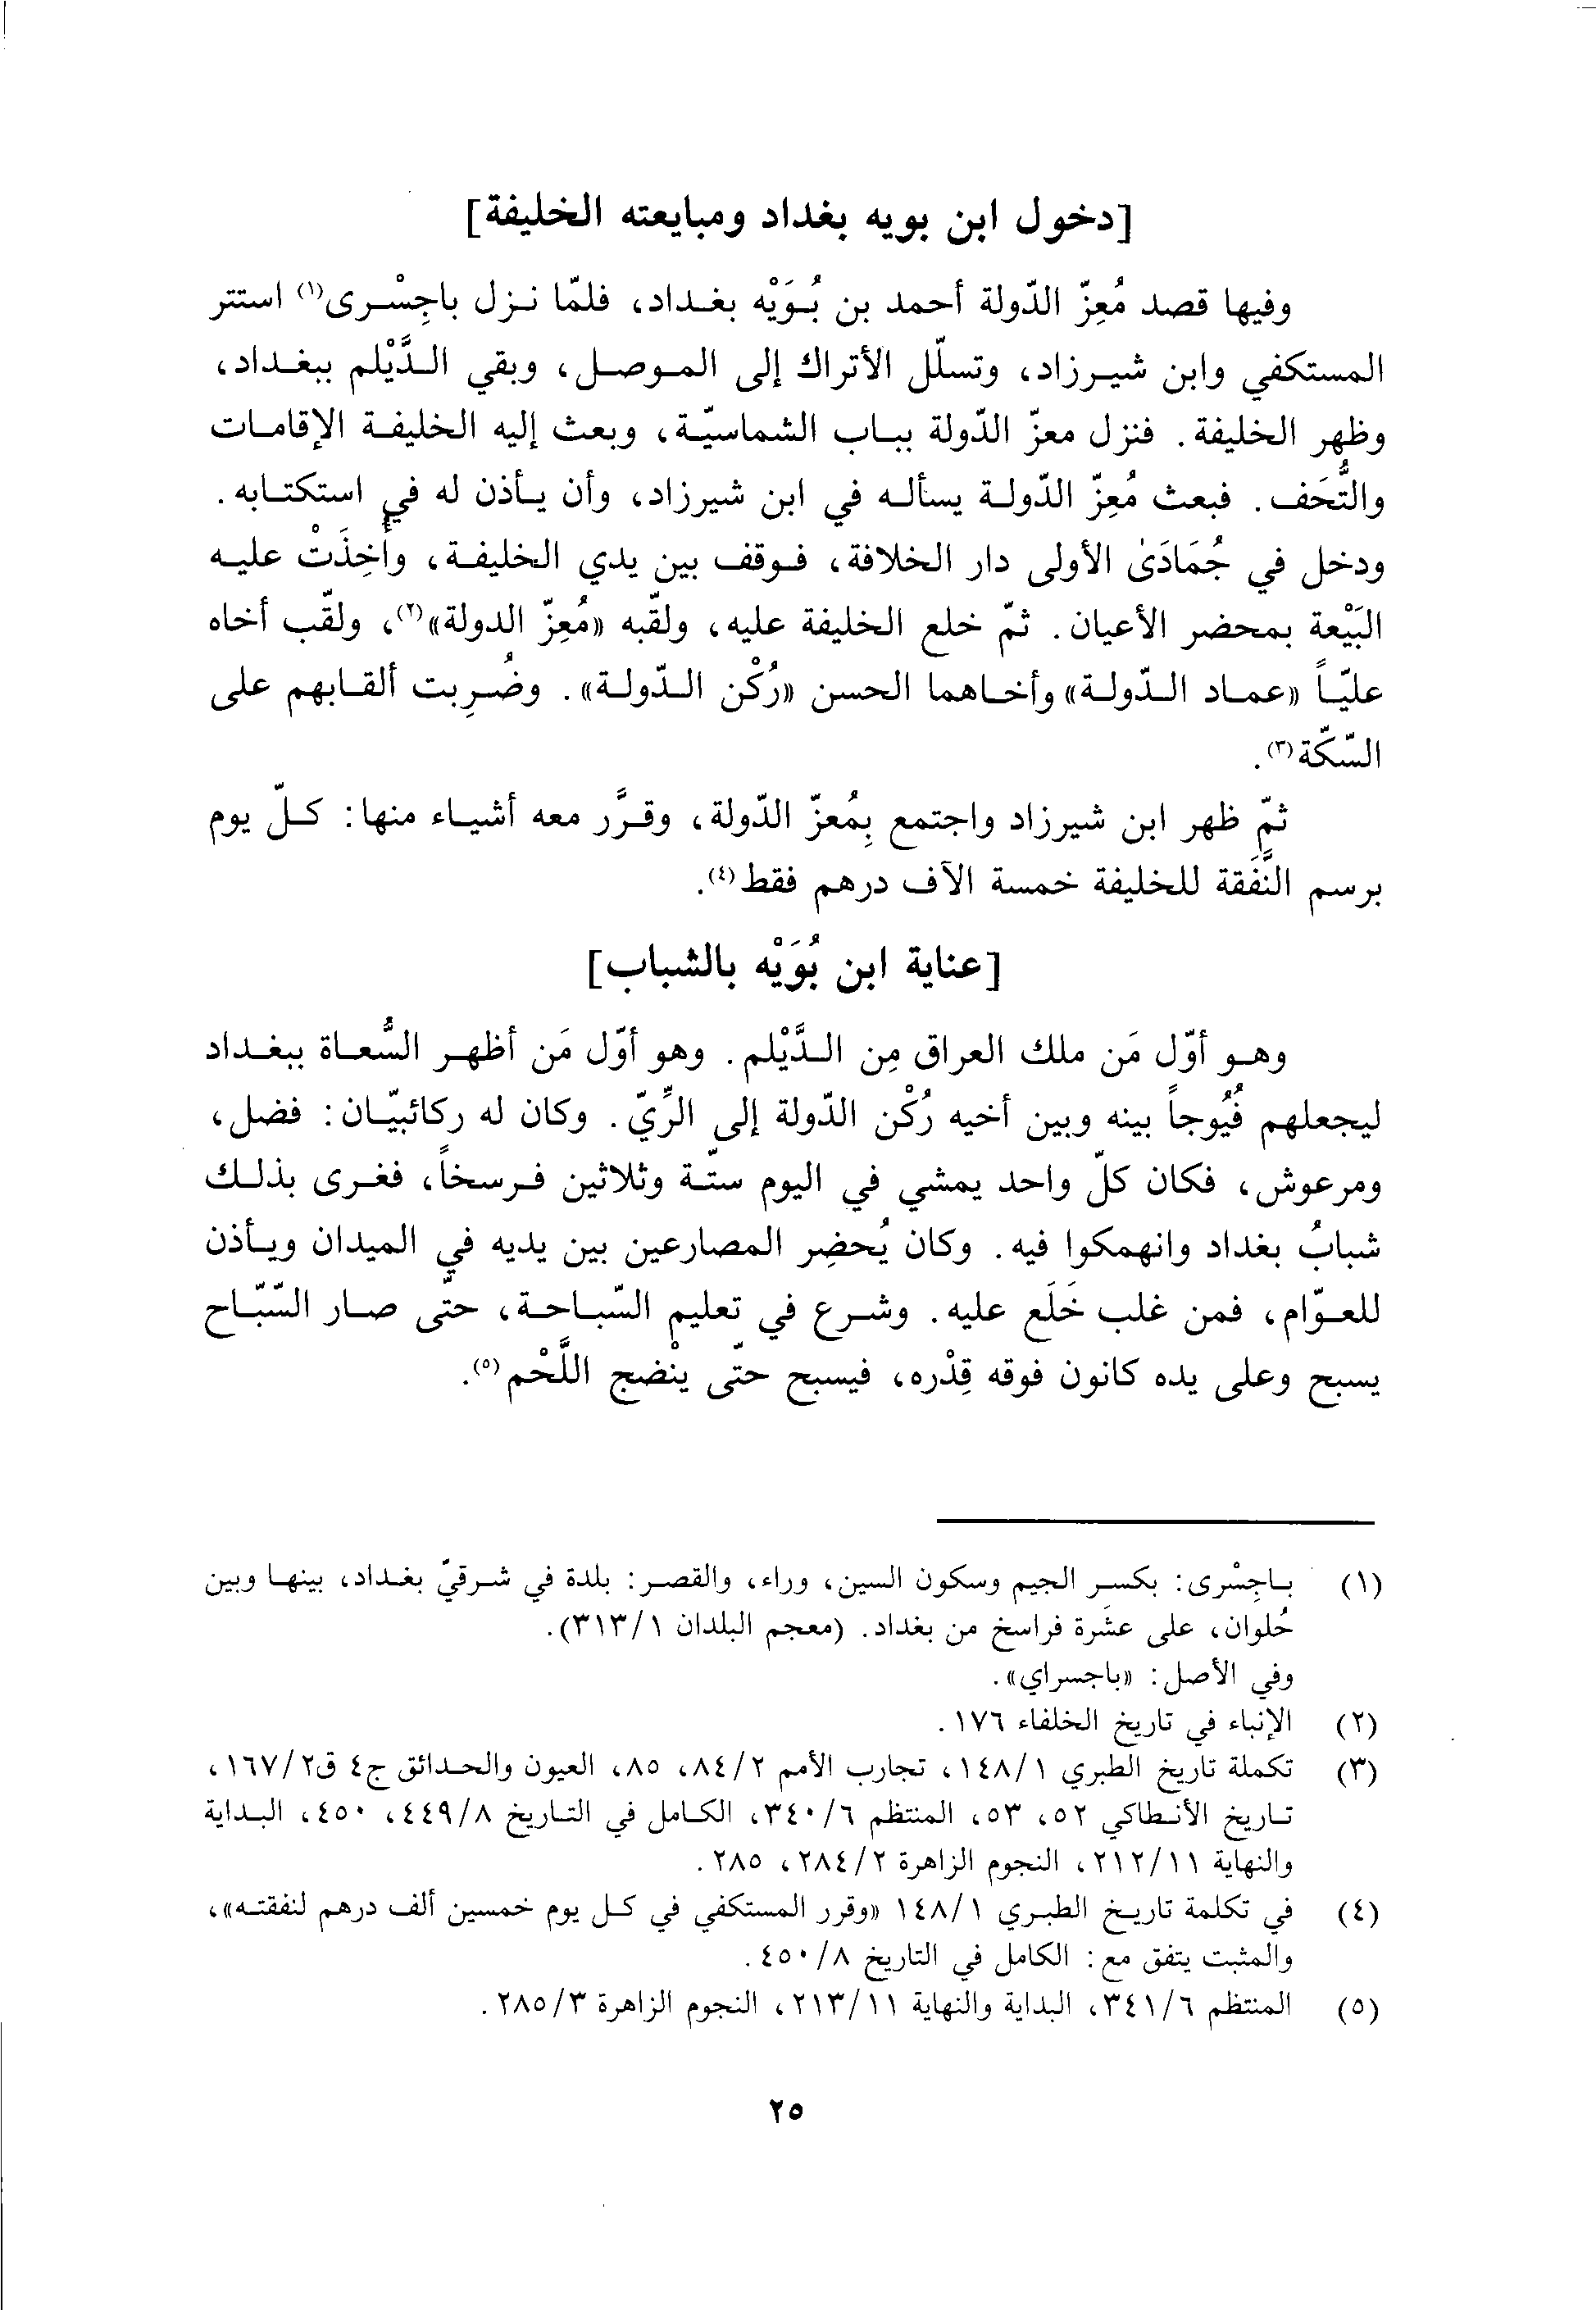 [دخول ابن بويه بغداد ومبايعته الخليفة]
وفيها قصد مُعِزّ الدّولة أحمد بن بُوَيْه بغداد، فلمّا نزل باجِسْرى(١) استتر
المستكفي وابن شيرزاد، وتسلّل الأتراك إلى الموصل، وبقي الدَّيْلم ببغداد،
وظهر الخليفة. فنزل معزّ الدّولة بباب الشماسيّة، وبعث إليه الخليفة الإقامات
والتُّحَف. فبعث مُعِزّ الدّولة يسأله في ابن شيرزاد، وأن يأذن له في استكتابه.
ودخل في جُمَادَىٰ الأولى دار الخلافة، فوقف بين يدي الخليفة، وأُخِذَتْ عليه
البَيْعة بمحضر الأعيان. ثمّ خلع الخليفة عليه، ولقّبه «مُعِزّ الدولة»(٢)، ولقّب أخاه
عليّاً «عماد الدّولة» وأخاهما الحسن «رُكْن الدّولة». وضُرِبت ألقابهم على
السّكّة(٣).
ثمّ ظهر ابن شيرزاد واجتمع بِمُعزّ الدّولة، وقرَّر معه أشياء منها: كلّ يوم
برسم النَّفَقة للخليفة خمسة الآف درهم فقط(٤).
[عناية ابن بُوَيْه بالشباب]
وهو أوّل مَن ملك العراق مِن الدَّيْلم. وهو أوّل مَن أظهر السُّعاة ببغداد
ليجعلهم فُيُوجاً بينه وبين أخيه رُكْن الدّولة إلى الرِّيّ. وكان له ركائبيّان: فضل،
ومرعوش، فكان كلّ واحد يمشي في اليوم ستّة وثلاثين فرسخاً، فغرى بذلك
شبابُ بغداد وانهمكوا فيه. وكان يُحضِر المصارعين بين يديه في الميدان ويأذن
للعوّام، فمن غلب خَلَع عليه. وشرع في تعليم السّباحة، حتّى صار السّبّاح
يسبح وعلى يده كانون فوقه قِدْره، فيسبح حتّى ينْضج اللَّحْم(٥).
(١) باجِسْرى: بكسر الجيم وسكون السين، وراء، والقصر: بلدة في شرقيّ بغداد، بينها وبين
حُلوان، على عشَرة فراسخ من بغداد. (معجم البلدان ٣١٣/١).
وفي الأصل: «باجسراي».
(٢) الإنباء في تاريخ الخلفاء ١٧٦.
(٣) تكملة تاريخ الطبري ١٤٨/١، تجارب الأمم ٨٤/٢، ٨٥، العيون والحدائق ج٤ ق١٦٧/٢،
تاريخ الأنطاكي ٥٢، ٥٣، المنتظم ٣٤٠/٦، الكامل في التاريخ ٤٤٩/٨، ٤٥٠، البداية
والنهاية ٢١٢/١١، النجوم الزاهرة ٢٨٤/٢، ٢٨٥.
(٤) في تكلمة تاريخ الطبري ١٤٨/١ «وقرر المستكفي في كل يوم خمسين ألف درهم لنفقته»،
والمثبت يتفق مع: الكامل في التاريخ ٤٥٠/٨.
(٥) المنتظم ٣٤١/٦، البداية والنهاية ٢١٣/١١، النجوم الزاهرة ٢٨٥/٣.
٢٥